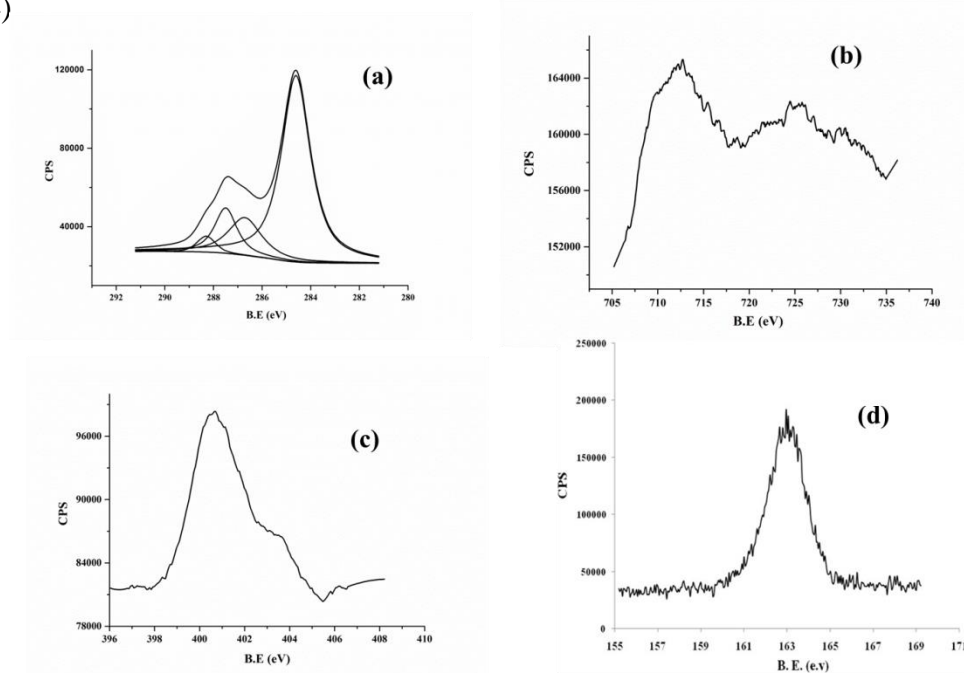 )
(a)
120000
80000
40000
CPS
292 290 288 286 284 282 280
B.E (eV)
(b)
164000
160000
156000
152000
CPS
705 710 715 720 725 730 735 740
B.E (eV)
(c)
96000
90000
84000
78000
CPS
396 398 400 402 404 406 408 410
B.E (eV)
(d)
250000
200000
150000
100000
50000
0
CPS
155 157 159 161 163 165 167 169 171
B. E. (e.v)